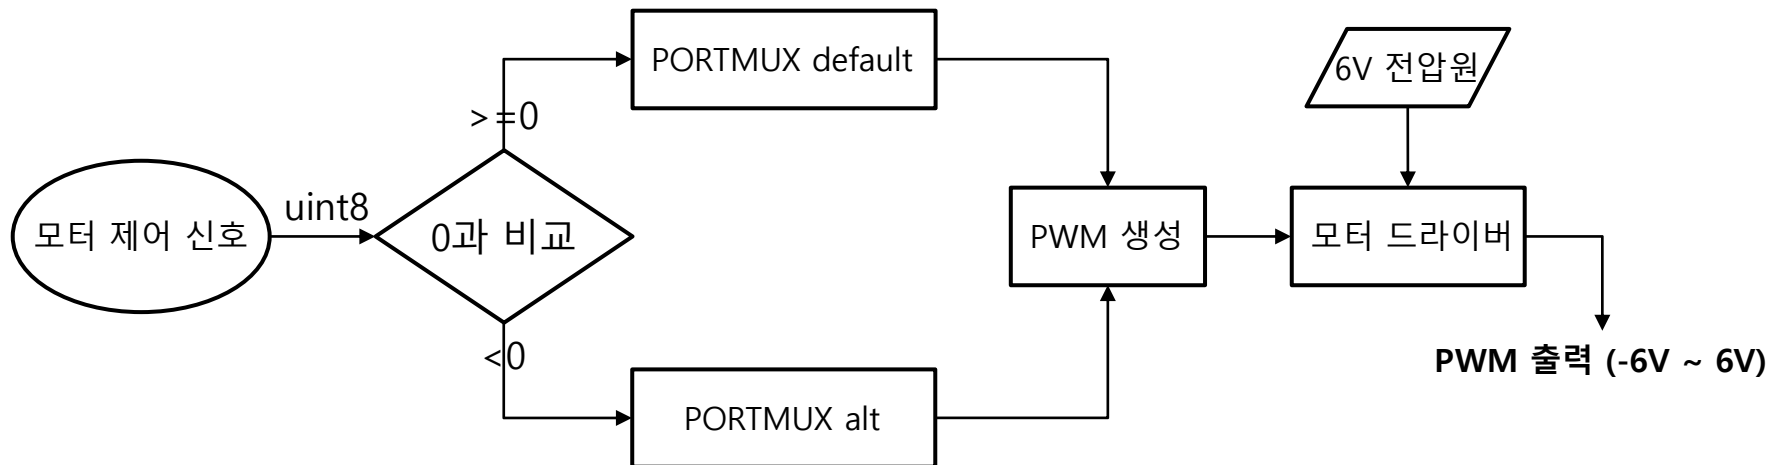 PORTMUX default
6V 전압원
>=0
uint8
모터 제어 신호
0과 비교
PWM 생성
모터 드라이버
<0
PWM 출력 (-6V ~ 6V)
PORTMUX alt